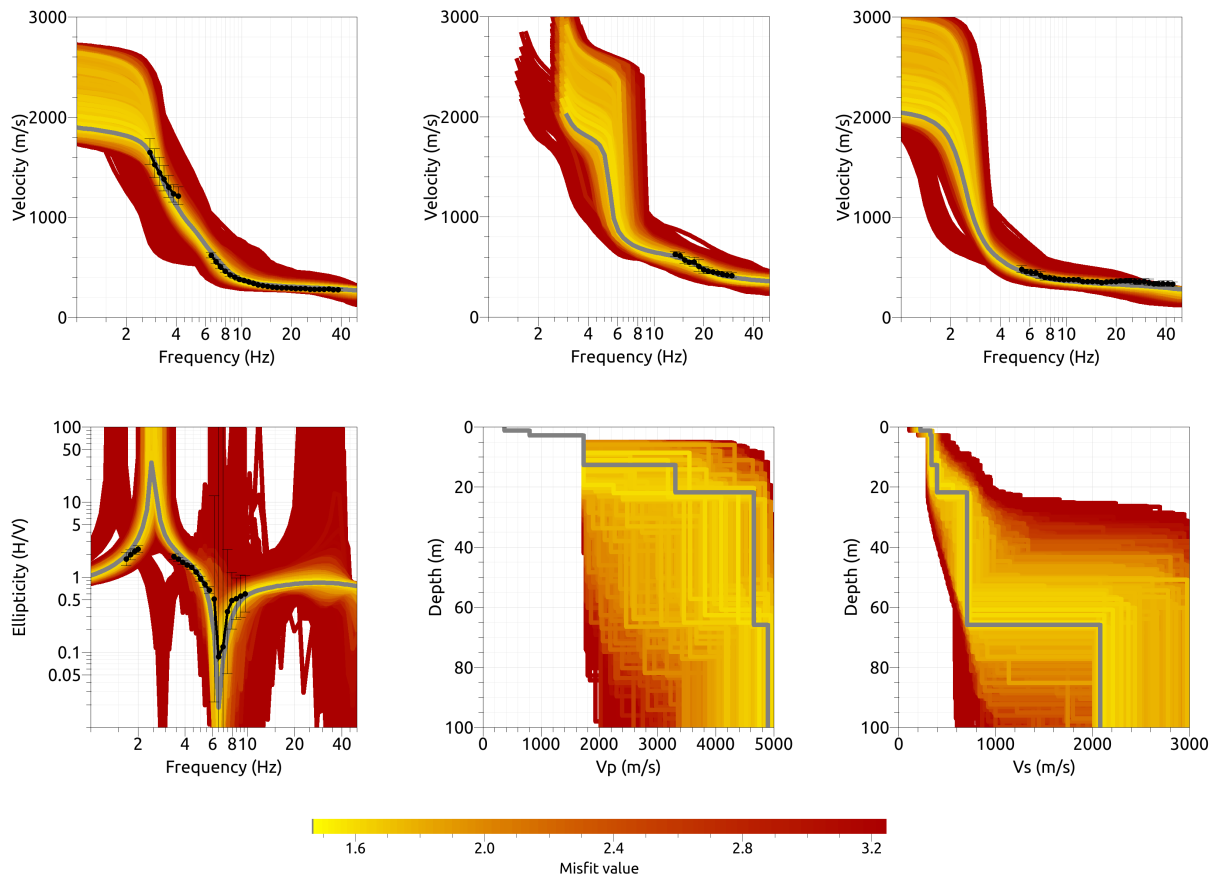 3000 3000 3000
Velocity (m/s) Velocity (m/s) Velocity (m/s)
2000 2000 2000
1000 1000 1000
0 0 0
2 4 6 8 10 20 40 2 4 6 8 10 20 40 2 4 6 8 10 20 40
Frequency (Hz) Frequency (Hz) Frequency (Hz)
100 0 0
50
Ellipticity (H/V) Depth (m) Depth (m)
10 20 20
5
40 40
1
0.5 60 60
0.1 80 80
0.05
100 100
2 4 6 8 10 20 40 0 1000 2000 3000 4000 5000 0 1000 2000 3000
Frequency (Hz) Vp (m/s) Vs (m/s)
1.6 2.0 2.4 2.8 3.2
Misfit value